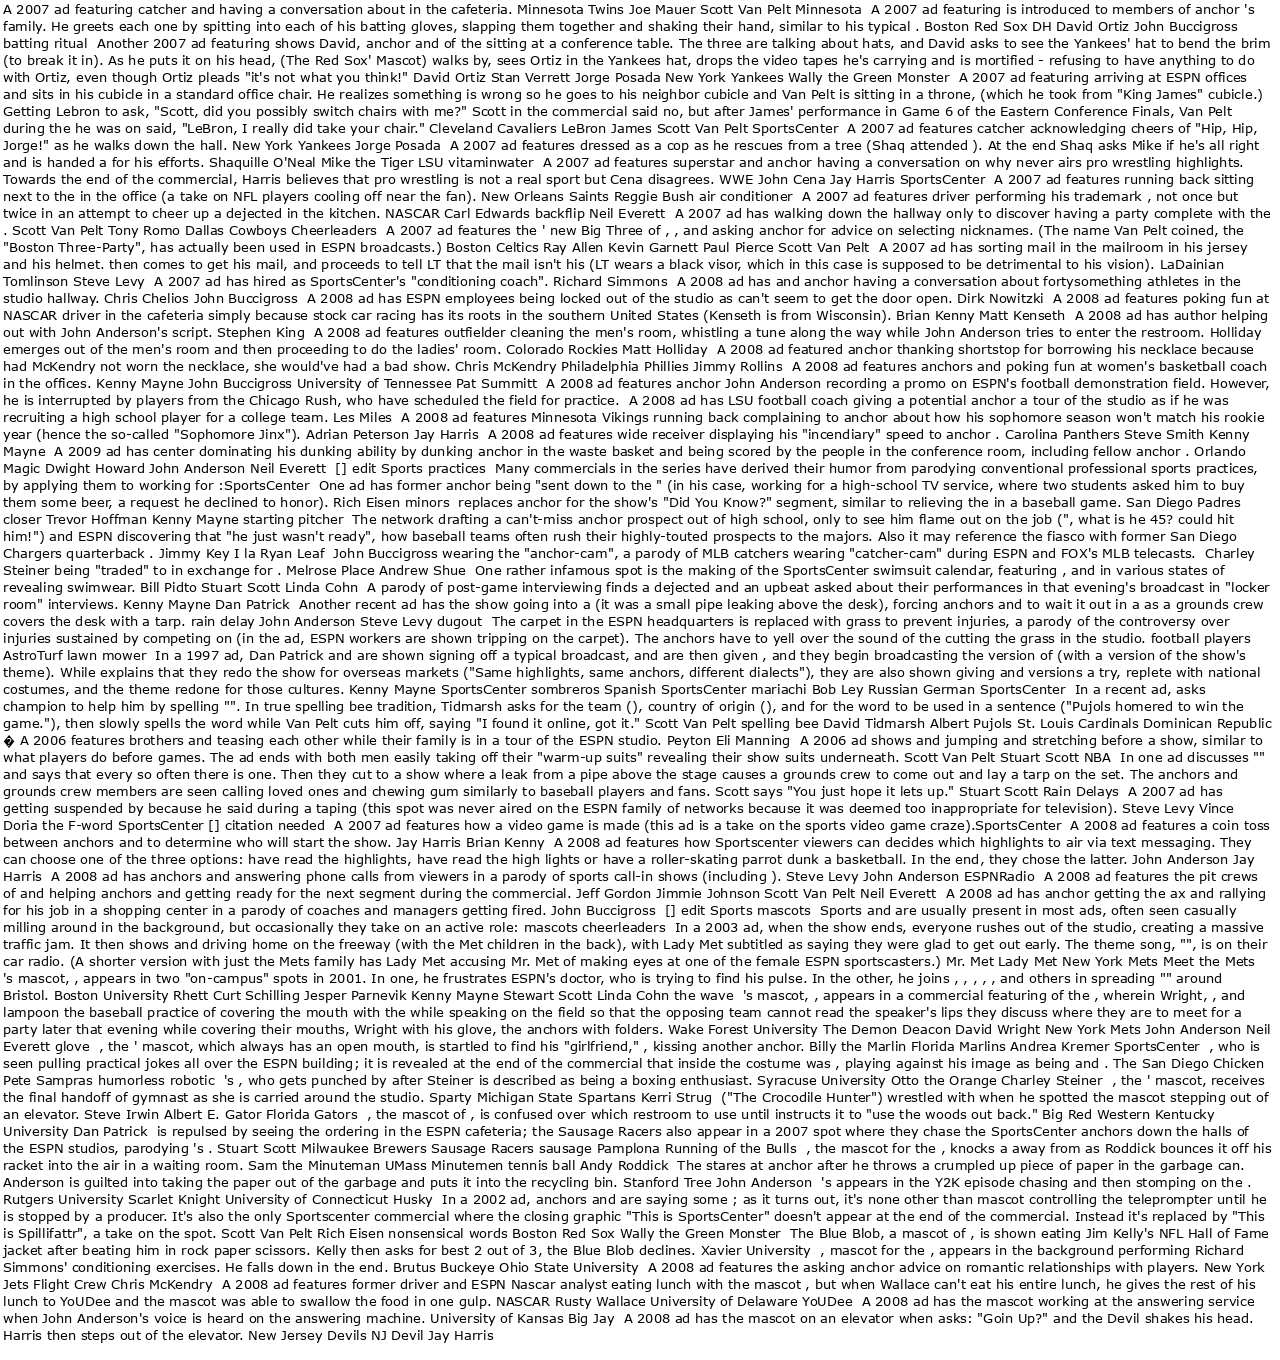 A 2007 ad featuring catcher and having a conversation about in the cafeteria. Minnesota Twins Joe Mauer Scott Van Pelt Minnesota  A 2007 ad featuring is introduced to members of anchor 's
family. He greets each one by spitting into each of his batting gloves, slapping them together and shaking their hand, similar to his typical . Boston Red Sox DH David Ortiz John Buccigross
batting ritual  Another 2007 ad featuring shows David, anchor and of the sitting at a conference table. The three are talking about hats, and David asks to see the Yankees' hat to bend the brim
(to break it in). As he puts it on his head, (The Red Sox' Mascot) walks by, sees Ortiz in the Yankees hat, drops the video tapes he's carrying and is mortified - refusing to have anything to do
with Ortiz, even though Ortiz pleads "it's not what you think!" David Ortiz Stan Verrett Jorge Posada New York Yankees Wally the Green Monster  A 2007 ad featuring arriving at ESPN offices
and sits in his cubicle in a standard office chair. He realizes something is wrong so he goes to his neighbor cubicle and Van Pelt is sitting in a throne, (which he took from "King James" cubicle.)
Getting Lebron to ask, "Scott, did you possibly switch chairs with me?" Scott in the commercial said no, but after James' performance in Game 6 of the Eastern Conference Finals, Van Pelt
during the he was on said, "LeBron, I really did take your chair." Cleveland Cavaliers LeBron James Scott Van Pelt SportsCenter  A 2007 ad features catcher acknowledging cheers of "Hip, Hip,
Jorge!" as he walks down the hall. New York Yankees Jorge Posada  A 2007 ad features dressed as a cop as he rescues from a tree (Shaq attended ). At the end Shaq asks Mike if he's all right
and is handed a for his efforts. Shaquille O'Neal Mike the Tiger LSU vitaminwater  A 2007 ad features superstar and anchor having a conversation on why never airs pro wrestling highlights.
Towards the end of the commercial, Harris believes that pro wrestling is not a real sport but Cena disagrees. WWE John Cena Jay Harris SportsCenter  A 2007 ad features running back sitting
next to the in the office (a take on NFL players cooling off near the fan). New Orleans Saints Reggie Bush air conditioner  A 2007 ad features driver performing his trademark , not once but
twice in an attempt to cheer up a dejected in the kitchen. NASCAR Carl Edwards backflip Neil Everett  A 2007 ad has walking down the hallway only to discover having a party complete with the
. Scott Van Pelt Tony Romo Dallas Cowboys Cheerleaders  A 2007 ad features the ' new Big Three of , , and asking anchor for advice on selecting nicknames. (The name Van Pelt coined, the
"Boston Three-Party", has actually been used in ESPN broadcasts.) Boston Celtics Ray Allen Kevin Garnett Paul Pierce Scott Van Pelt  A 2007 ad has sorting mail in the mailroom in his jersey
and his helmet. then comes to get his mail, and proceeds to tell LT that the mail isn't his (LT wears a black visor, which in this case is supposed to be detrimental to his vision). LaDainian
Tomlinson Steve Levy  A 2007 ad has hired as SportsCenter's "conditioning coach". Richard Simmons  A 2008 ad has and anchor having a conversation about fortysomething athletes in the
studio hallway. Chris Chelios John Buccigross  A 2008 ad has ESPN employees being locked out of the studio as can't seem to get the door open. Dirk Nowitzki  A 2008 ad features poking fun at
NASCAR driver in the cafeteria simply because stock car racing has its roots in the southern United States (Kenseth is from Wisconsin). Brian Kenny Matt Kenseth  A 2008 ad has author helping
out with John Anderson's script. Stephen King  A 2008 ad features outfielder cleaning the men's room, whistling a tune along the way while John Anderson tries to enter the restroom. Holliday
emerges out of the men's room and then proceeding to do the ladies' room. Colorado Rockies Matt Holliday  A 2008 ad featured anchor thanking shortstop for borrowing his necklace because
had McKendry not worn the necklace, she would've had a bad show. Chris McKendry Philadelphia Phillies Jimmy Rollins  A 2008 ad features anchors and poking fun at women's basketball coach
in the offices. Kenny Mayne John Buccigross University of Tennessee Pat Summitt  A 2008 ad features anchor John Anderson recording a promo on ESPN's football demonstration field. However,
he is interrupted by players from the Chicago Rush, who have scheduled the field for practice.  A 2008 ad has LSU football coach giving a potential anchor a tour of the studio as if he was
recruiting a high school player for a college team. Les Miles  A 2008 ad features Minnesota Vikings running back complaining to anchor about how his sophomore season won't match his rookie
year (hence the so-called "Sophomore Jinx"). Adrian Peterson Jay Harris  A 2008 ad features wide receiver displaying his "incendiary" speed to anchor . Carolina Panthers Steve Smith Kenny
Mayne  A 2009 ad has center dominating his dunking ability by dunking anchor in the waste basket and being scored by the people in the conference room, including fellow anchor . Orlando
Magic Dwight Howard John Anderson Neil Everett  [] edit Sports practices  Many commercials in the series have derived their humor from parodying conventional professional sports practices,
by applying them to working for :SportsCenter  One ad has former anchor being "sent down to the " (in his case, working for a high-school TV service, where two students asked him to buy
them some beer, a request he declined to honor). Rich Eisen minors  replaces anchor for the show's "Did You Know?" segment, similar to relieving the in a baseball game. San Diego Padres
closer Trevor Hoffman Kenny Mayne starting pitcher  The network drafting a can't-miss anchor prospect out of high school, only to see him flame out on the job (", what is he 45? could hit
him!") and ESPN discovering that "he just wasn't ready", how baseball teams often rush their highly-touted prospects to the majors. Also it may reference the fiasco with former San Diego
Chargers quarterback . Jimmy Key I la Ryan Leaf  John Buccigross wearing the "anchor-cam", a parody of MLB catchers wearing "catcher-cam" during ESPN and FOX's MLB telecasts.  Charley
Steiner being "traded" to in exchange for . Melrose Place Andrew Shue  One rather infamous spot is the making of the SportsCenter swimsuit calendar, featuring , and in various states of
revealing swimwear. Bill Pidto Stuart Scott Linda Cohn  A parody of post-game interviewing finds a dejected and an upbeat asked about their performances in that evening's broadcast in "locker
room" interviews. Kenny Mayne Dan Patrick  Another recent ad has the show going into a (it was a small pipe leaking above the desk), forcing anchors and to wait it out in a as a grounds crew
covers the desk with a tarp. rain delay John Anderson Steve Levy dugout  The carpet in the ESPN headquarters is replaced with grass to prevent injuries, a parody of the controversy over
injuries sustained by competing on (in the ad, ESPN workers are shown tripping on the carpet). The anchors have to yell over the sound of the cutting the grass in the studio. football players
AstroTurf lawn mower  In a 1997 ad, Dan Patrick and are shown signing off a typical broadcast, and are then given , and they begin broadcasting the version of (with a version of the show's
theme). While explains that they redo the show for overseas markets ("Same highlights, same anchors, different dialects"), they are also shown giving and versions a try, replete with national
costumes, and the theme redone for those cultures. Kenny Mayne SportsCenter sombreros Spanish SportsCenter mariachi Bob Ley Russian German SportsCenter  In a recent ad, asks
champion to help him by spelling "". In true spelling bee tradition, Tidmarsh asks for the team (), country of origin (), and for the word to be used in a sentence ("Pujols homered to win the
game."), then slowly spells the word while Van Pelt cuts him off, saying "I found it online, got it." Scott Van Pelt spelling bee David Tidmarsh Albert Pujols St. Louis Cardinals Dominican Republic
� A 2006 features brothers and teasing each other while their family is in a tour of the ESPN studio. Peyton Eli Manning  A 2006 ad shows and jumping and stretching before a show, similar to
what players do before games. The ad ends with both men easily taking off their "warm-up suits" revealing their show suits underneath. Scott Van Pelt Stuart Scott NBA  In one ad discusses ""
and says that every so often there is one. Then they cut to a show where a leak from a pipe above the stage causes a grounds crew to come out and lay a tarp on the set. The anchors and
grounds crew members are seen calling loved ones and chewing gum similarly to baseball players and fans. Scott says "You just hope it lets up." Stuart Scott Rain Delays  A 2007 ad has
getting suspended by because he said during a taping (this spot was never aired on the ESPN family of networks because it was deemed too inappropriate for television). Steve Levy Vince
Doria the F-word SportsCenter [] citation needed  A 2007 ad features how a video game is made (this ad is a take on the sports video game craze).SportsCenter  A 2008 ad features a coin toss
between anchors and to determine who will start the show. Jay Harris Brian Kenny  A 2008 ad features how Sportscenter viewers can decides which highlights to air via text messaging. They
can choose one of the three options: have read the highlights, have read the high lights or have a roller-skating parrot dunk a basketball. In the end, they chose the latter. John Anderson Jay
Harris  A 2008 ad has anchors and answering phone calls from viewers in a parody of sports call-in shows (including ). Steve Levy John Anderson ESPNRadio  A 2008 ad features the pit crews
of and helping anchors and getting ready for the next segment during the commercial. Jeff Gordon Jimmie Johnson Scott Van Pelt Neil Everett  A 2008 ad has anchor getting the ax and rallying
for his job in a shopping center in a parody of coaches and managers getting fired. John Buccigross  [] edit Sports mascots  Sports and are usually present in most ads, often seen casually
milling around in the background, but occasionally they take on an active role: mascots cheerleaders  In a 2003 ad, when the show ends, everyone rushes out of the studio, creating a massive
traffic jam. It then shows and driving home on the freeway (with the Met children in the back), with Lady Met subtitled as saying they were glad to get out early. The theme song, "", is on their
car radio. (A shorter version with just the Mets family has Lady Met accusing Mr. Met of making eyes at one of the female ESPN sportscasters.) Mr. Met Lady Met New York Mets Meet the Mets
's mascot, , appears in two "on-campus" spots in 2001. In one, he frustrates ESPN's doctor, who is trying to find his pulse. In the other, he joins , , , , , and others in spreading "" around
Bristol. Boston University Rhett Curt Schilling Jesper Parnevik Kenny Mayne Stewart Scott Linda Cohn the wave  's mascot, , appears in a commercial featuring of the , wherein Wright, , and
lampoon the baseball practice of covering the mouth with the while speaking on the field so that the opposing team cannot read the speaker's lips they discuss where they are to meet for a
party later that evening while covering their mouths, Wright with his glove, the anchors with folders. Wake Forest University The Demon Deacon David Wright New York Mets John Anderson Neil
Everett glove  , the ' mascot, which always has an open mouth, is startled to find his "girlfriend," , kissing another anchor. Billy the Marlin Florida Marlins Andrea Kremer SportsCenter  , who is
seen pulling practical jokes all over the ESPN building; it is revealed at the end of the commercial that inside the costume was , playing against his image as being and . The San Diego Chicken
Pete Sampras humorless robotic  's , who gets punched by after Steiner is described as being a boxing enthusiast. Syracuse University Otto the Orange Charley Steiner  , the ' mascot, receives
the final handoff of gymnast as she is carried around the studio. Sparty Michigan State Spartans Kerri Strug  ("The Crocodile Hunter") wrestled with when he spotted the mascot stepping out of
an elevator. Steve Irwin Albert E. Gator Florida Gators  , the mascot of , is confused over which restroom to use until instructs it to "use the woods out back." Big Red Western Kentucky
University Dan Patrick  is repulsed by seeing the ordering in the ESPN cafeteria; the Sausage Racers also appear in a 2007 spot where they chase the SportsCenter anchors down the halls of
the ESPN studios, parodying 's . Stuart Scott Milwaukee Brewers Sausage Racers sausage Pamplona Running of the Bulls  , the mascot for the , knocks a away from as Roddick bounces it off his
racket into the air in a waiting room. Sam the Minuteman UMass Minutemen tennis ball Andy Roddick  The stares at anchor after he throws a crumpled up piece of paper in the garbage can.
Anderson is guilted into taking the paper out of the garbage and puts it into the recycling bin. Stanford Tree John Anderson  's appears in the Y2K episode chasing and then stomping on the .
Rutgers University Scarlet Knight University of Connecticut Husky  In a 2002 ad, anchors and are saying some ; as it turns out, it's none other than mascot controlling the teleprompter until he
is stopped by a producer. It's also the only Sportscenter commercial where the closing graphic "This is SportsCenter" doesn't appear at the end of the commercial. Instead it's replaced by "This
is Spillifattr", a take on the spot. Scott Van Pelt Rich Eisen nonsensical words Boston Red Sox Wally the Green Monster  The Blue Blob, a mascot of , is shown eating Jim Kelly's NFL Hall of Fame
jacket after beating him in rock paper scissors. Kelly then asks for best 2 out of 3, the Blue Blob declines. Xavier University  , mascot for the , appears in the background performing Richard
Simmons' conditioning exercises. He falls down in the end. Brutus Buckeye Ohio State University  A 2008 ad features the asking anchor advice on romantic relationships with players. New York
Jets Flight Crew Chris McKendry  A 2008 ad features former driver and ESPN Nascar analyst eating lunch with the mascot , but when Wallace can't eat his entire lunch, he gives the rest of his
lunch to YoUDee and the mascot was able to swallow the food in one gulp. NASCAR Rusty Wallace University of Delaware YoUDee  A 2008 ad has the mascot working at the answering service
when John Anderson's voice is heard on the answering machine. University of Kansas Big Jay  A 2008 ad has the mascot on an elevator when asks: "Goin Up?" and the Devil shakes his head.
Harris then steps out of the elevator. New Jersey Devils NJ Devil Jay Harris